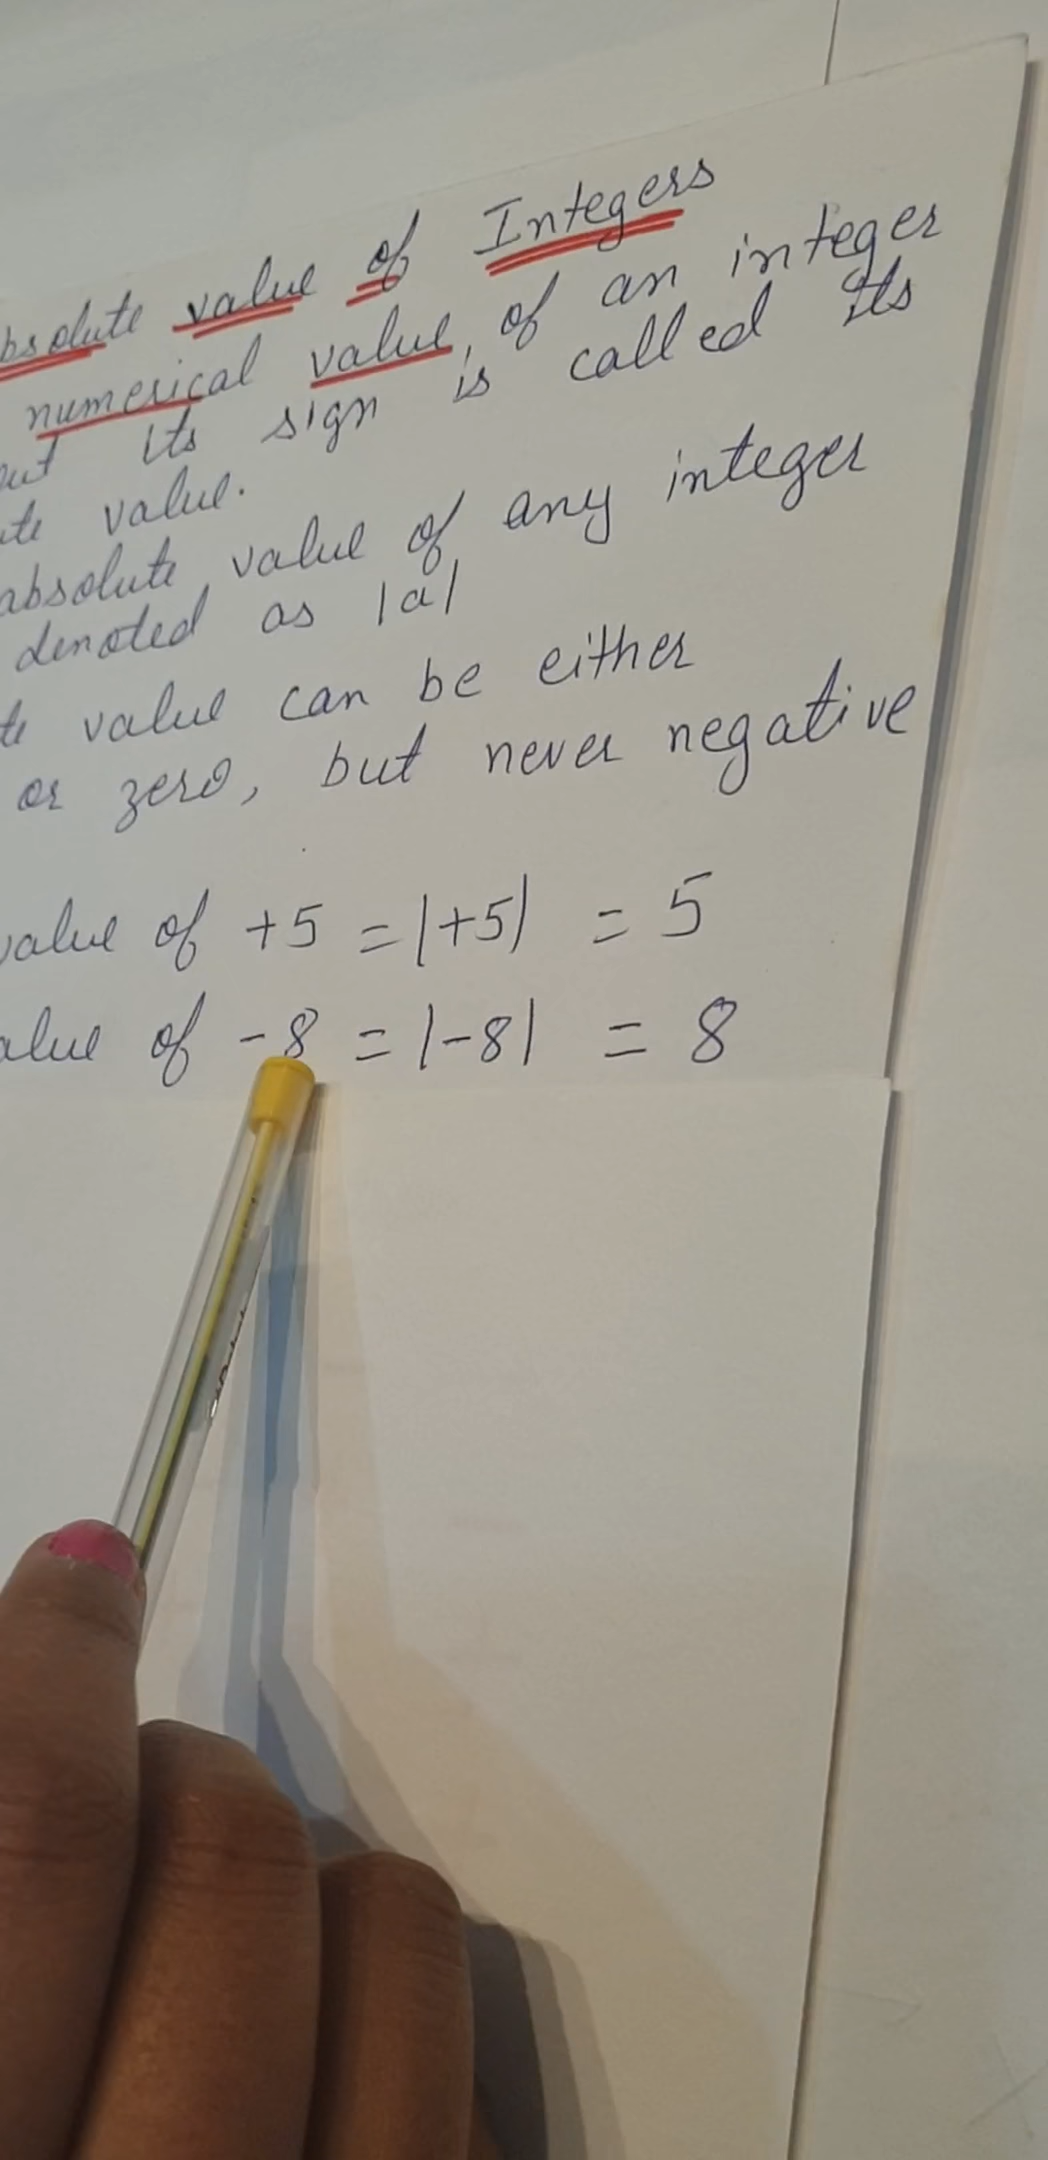 bsolute value of Integers
numerical value, of an integer
out its sign is called its
te value.
absolute value of any integer
denoted as |a|
te value can be either
or zero, but never negative
value of +5 = |+5| = 5
alue of -8 = |-8| = 8